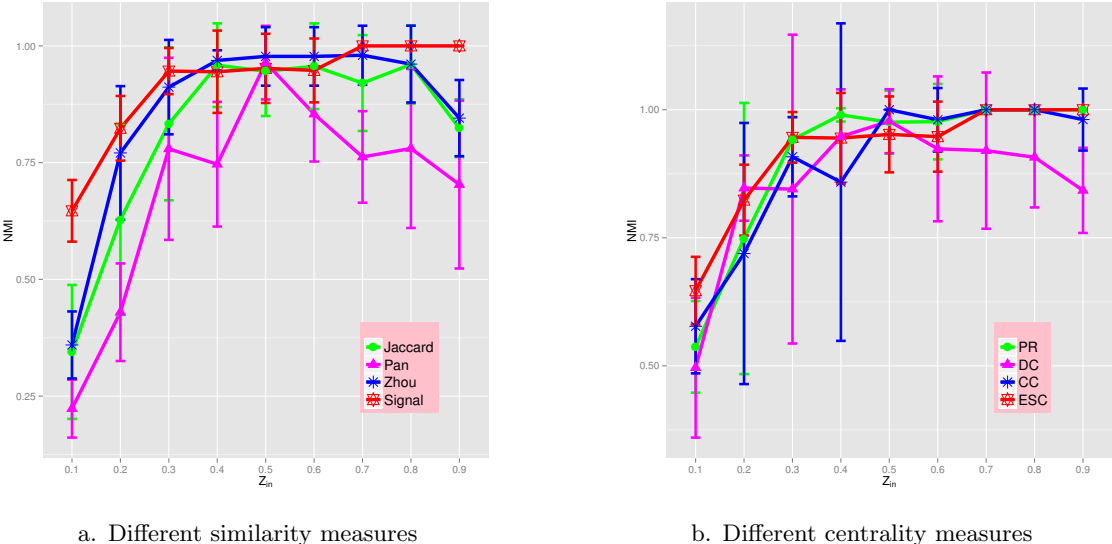 1.00
0.75
0.50
0.25
NMI
0.1 0.2 0.3 0.4 0.5 0.6 0.7 0.8 0.9
Z_in
Jaccard
Pan
Zhou
Signal
a. Different similarity measures
1.00
0.75
0.50
NMI
0.1 0.2 0.3 0.4 0.5 0.6 0.7 0.8 0.9
Z_in
PR
DC
CC
ESC
b. Different centrality measures